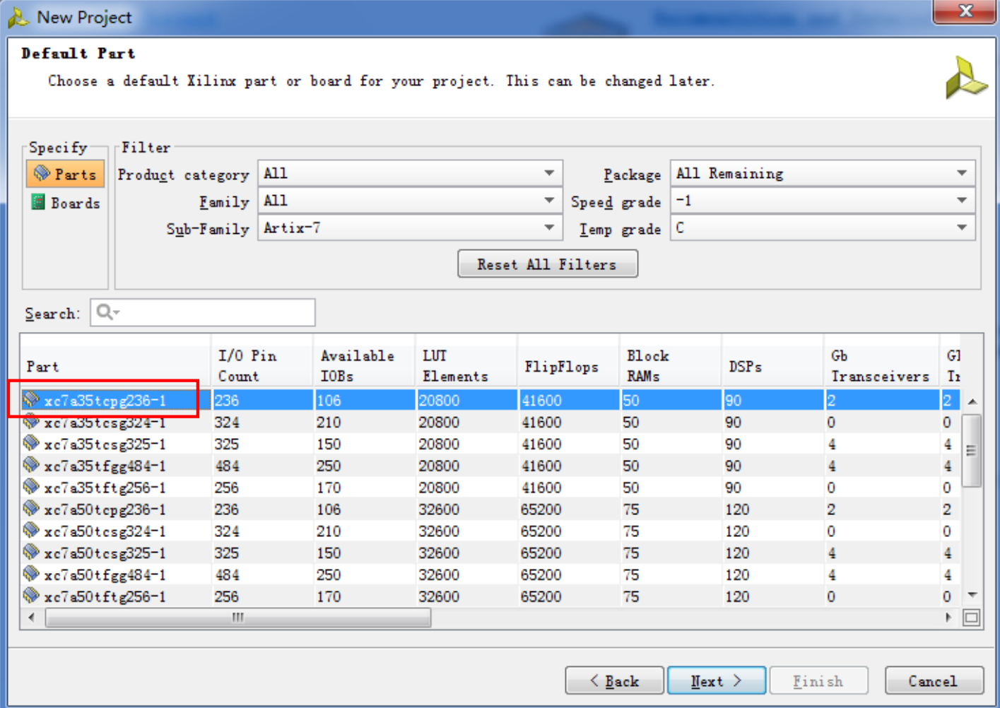 New Project
Default Part
Choose a default Xilinx part or board for your project. This can be changed later.
Specify
Filter
Parts
Boards
Product category All
Package All Remaining
Family All
Speed grade -1
Sub-Family Artix-7
Temp grade C
Reset All Filters
Search:
Part I/O Pin Count Available IOBs LUT Elements FlipFlops Block RAMs DSPs Gb Transceivers
xc7a35tcpg236-1 236 106 20800 41600 50 90 2 2
xc7a35tcsg324-1 324 210 20800 41600 50 90 0 0
xc7a35tcsg325-1 325 150 20800 41600 50 90 4 4
xc7a35tfgg484-1 484 250 20800 41600 50 90 4 4
xc7a35tftg256-1 256 170 20800 41600 50 90 0 0
xc7a50tcpg236-1 236 106 32600 65200 75 120 2 2
xc7a50tcsg324-1 324 210 32600 65200 75 120 0 0
xc7a50tcsg325-1 325 150 32600 65200 75 120 4 4
xc7a50tfgg484-1 484 250 32600 65200 75 120 4 4
xc7a50tftg256-1 256 170 32600 65200 75 120 0 0
< Back
Next >
Finish
Cancel